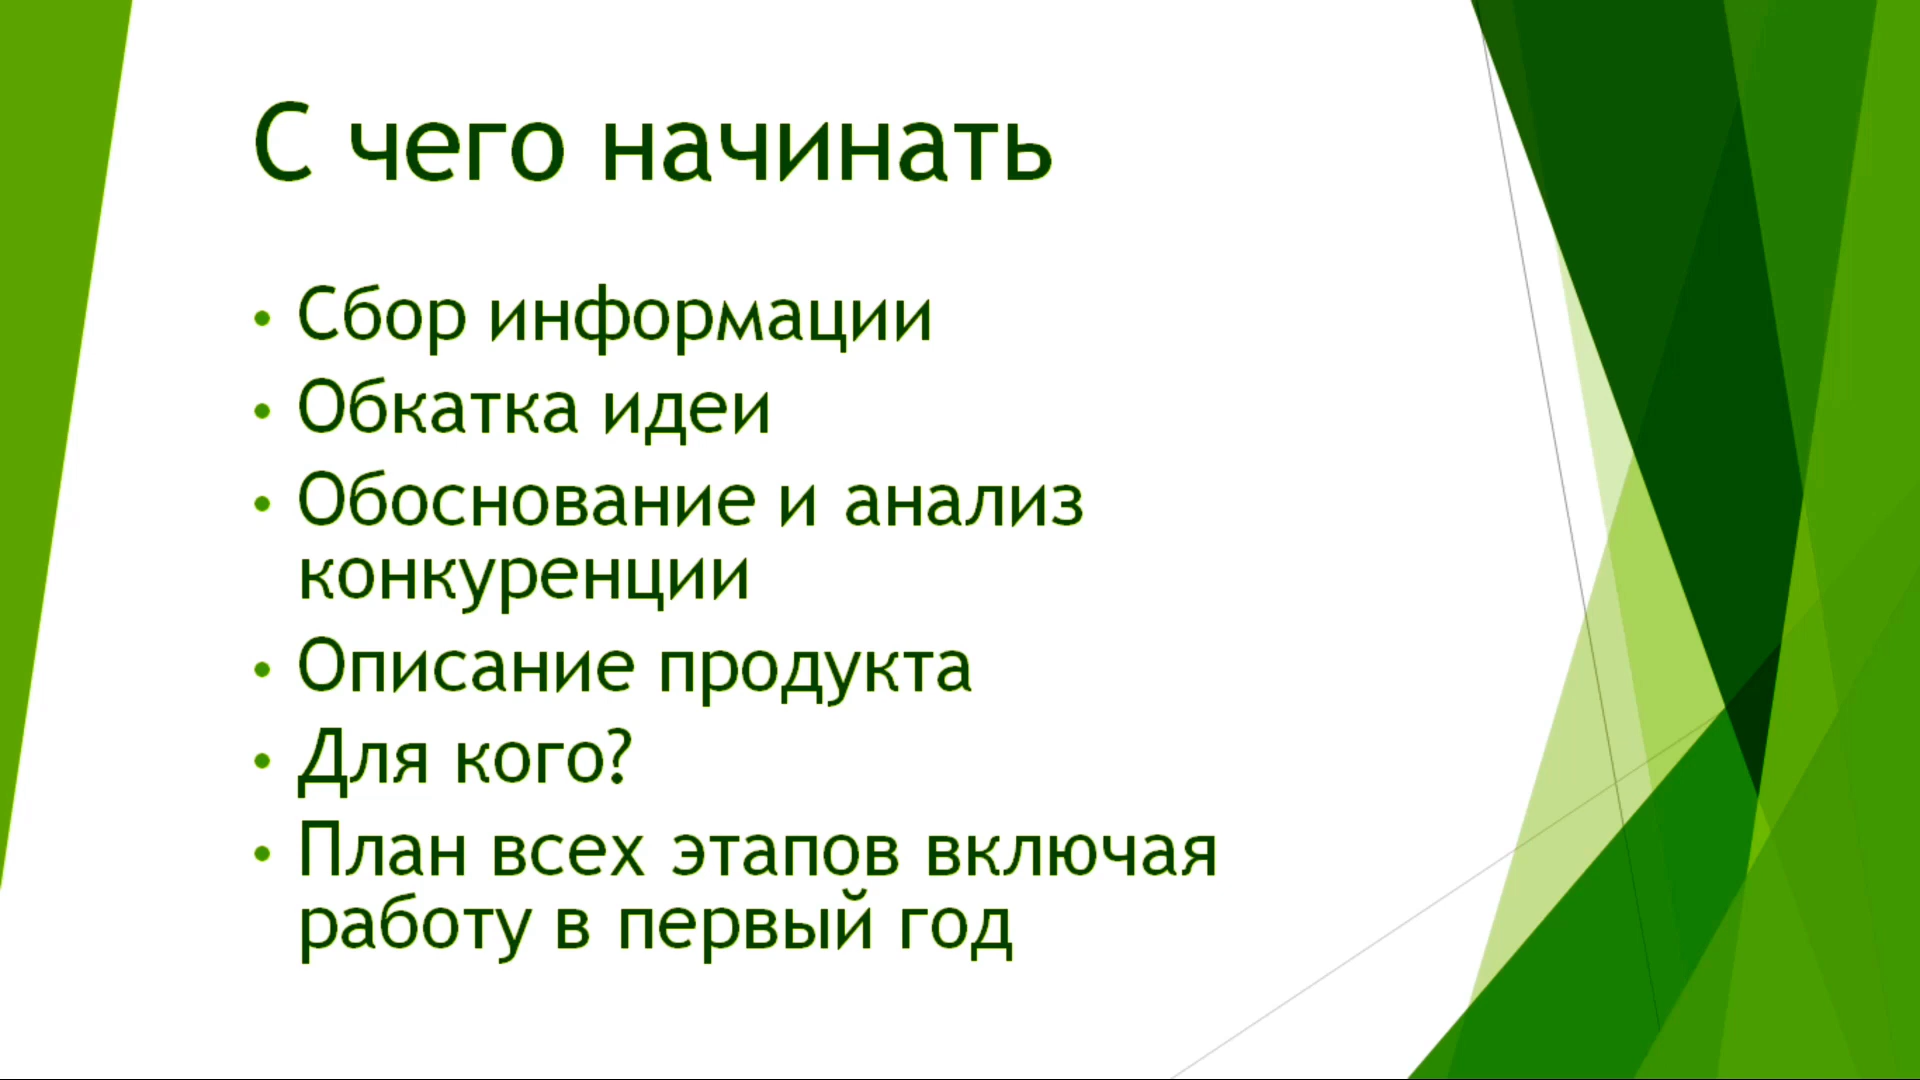 С чего начинать
• Сбор информации
• Обкатка идеи
• Обоснование и анализ
конкуренции
• Описание продукта
• Для кого?
• План всех этапов включая
работу в первый год